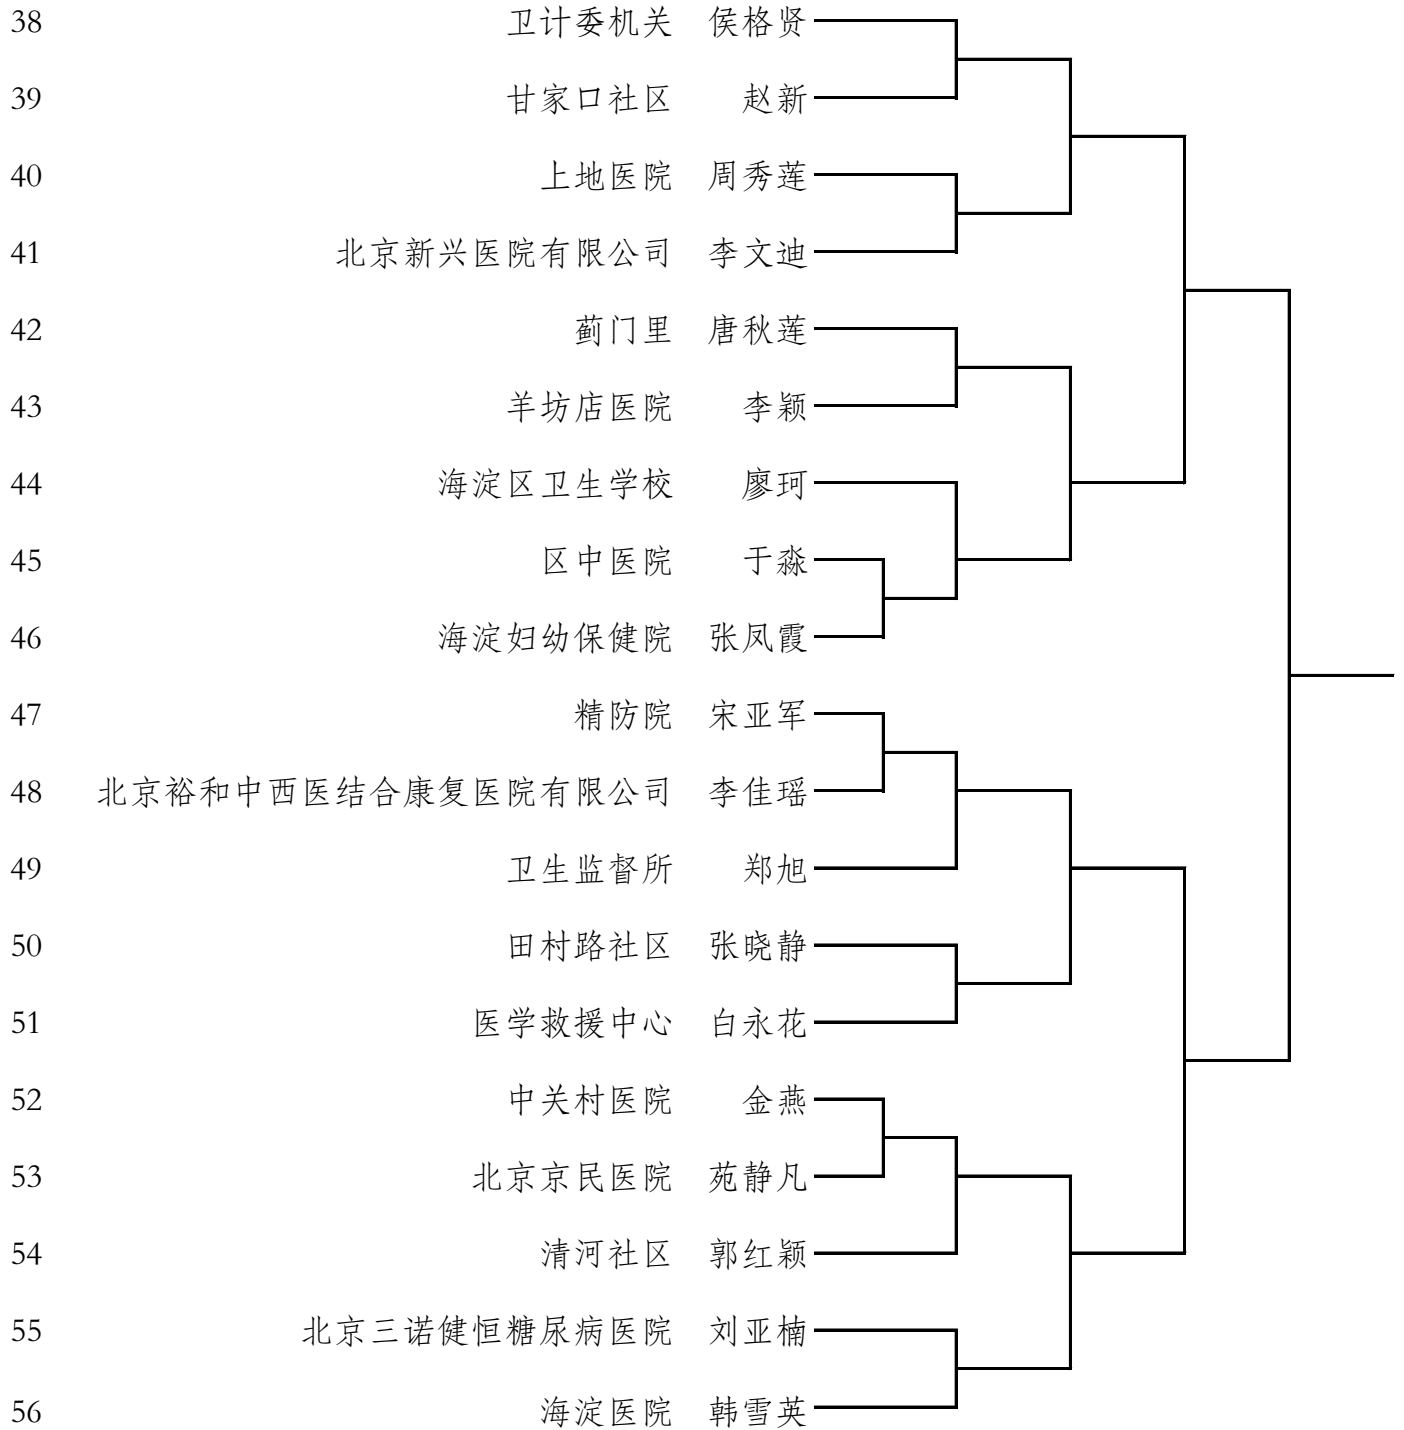 38 卫计委机关 侯格贤
39 甘家口社区 赵新
40 上地医院 周秀莲
41 北京新兴医院有限公司 李文迪
42 蓟门里 唐秋莲
43 羊坊店医院 李颖
44 海淀区卫生学校 廖珂
45 区中医院 于淼
46 海淀妇幼保健院 张凤霞
47 精防院 宋亚军
48 北京裕和中西医结合康复医院有限公司 李佳瑶
49 卫生监督所 郑旭
50 田村路社区 张晓静
51 医学救援中心 白永花
52 中关村医院 金燕
53 北京京民医院 苑静凡
54 清河社区 郭红颖
55 北京三诺健恒糖尿病医院 刘亚楠
56 海淀医院 韩雪英